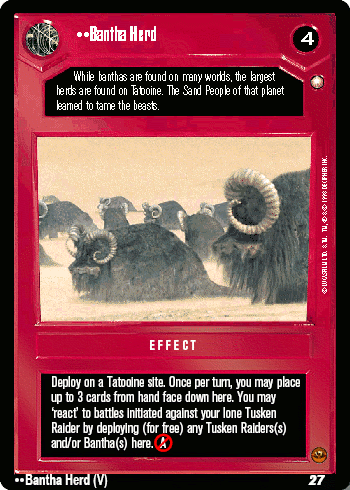 ••Bantha Herd
4
While banthas are found on many worlds, the largest
herds are found on Tatooine. The Sand People of that planet
learned to tame the beasts.
EFFECT
Deploy on a Tatooine site. Once per turn, you may place
up to 3 cards from hand face down here. You may
'react' to battles initiated against your lone Tusken
Raider by deploying (for free) any Tusken Raiders(s)
and/or Bantha(s) here. A
••Bantha Herd (V)
27